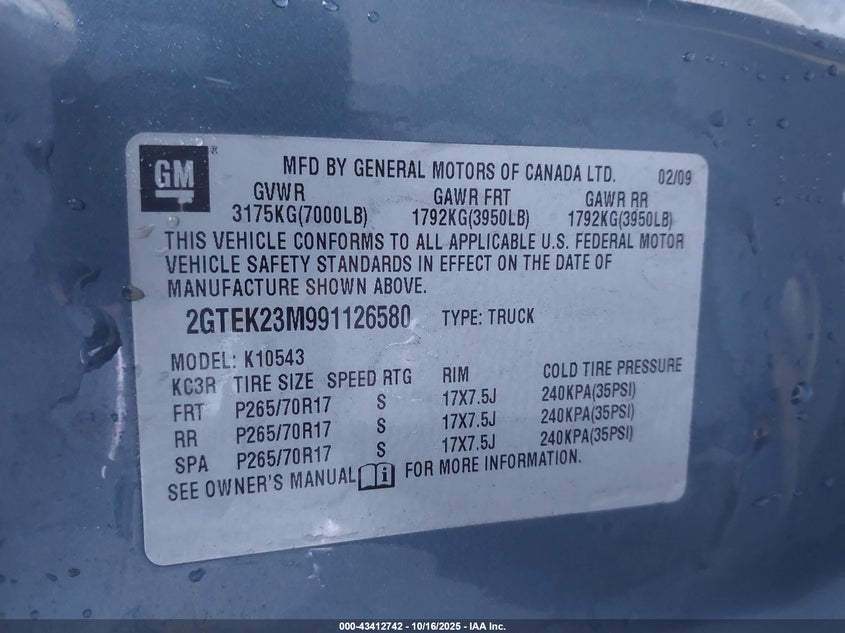 GM ® MFD BY GENERAL MOTORS OF CANADA LTD. 02/09
GVWR GAWR FRT GAWR RR
3175KG(7000LB) 1792KG(3950LB) 1792KG(3950LB)
THIS VEHICLE CONFORMS TO ALL APPLICABLE U.S. FEDERAL MOTOR
VEHICLE SAFETY STANDARDS IN EFFECT ON THE DATE OF
MANUFACTURE SHOWN ABOVE.
2GTEK23M991126580 TYPE: TRUCK
MODEL: K10543
KC3R TIRE SIZE SPEED RTG RIM COLD TIRE PRESSURE
FRT P265/70R17 S 17X7.5J 240KPA(35PSI)
RR P265/70R17 S 17X7.5J 240KPA(35PSI)
SPA P265/70R17 S 17X7.5J 240KPA(35PSI)
SEE OWNER'S MANUAL i FOR MORE INFORMATION.
000-43412742 | 10/16/2025 | IAA Inc.